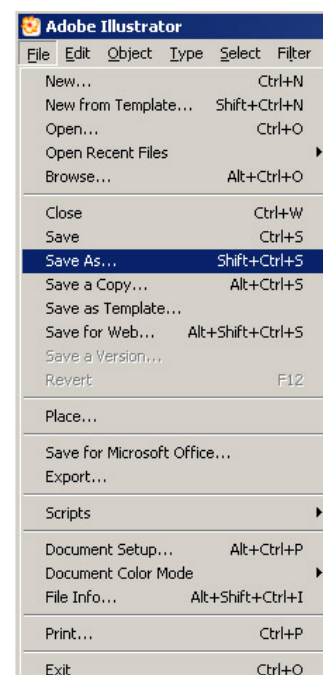 Adobe Illustrator
File Edit Object Type Select Filter
New... Ctrl+N
New from Template... Shift+Ctrl+N
Open... Ctrl+O
Open Recent Files
Browse... Alt+Ctrl+O
Close Ctrl+W
Save Ctrl+S
Save As... Shift+Ctrl+S
Save a Copy... Alt+Ctrl+S
Save as Template...
Save for Web... Alt+Shift+Ctrl+S
Save a Version...
Revert F12
Place...
Save for Microsoft Office...
Export...
Scripts
Document Setup... Alt+Ctrl+P
Document Color Mode
File Info... Alt+Shift+Ctrl+I
Print... Ctrl+P
Exit Ctrl+Q